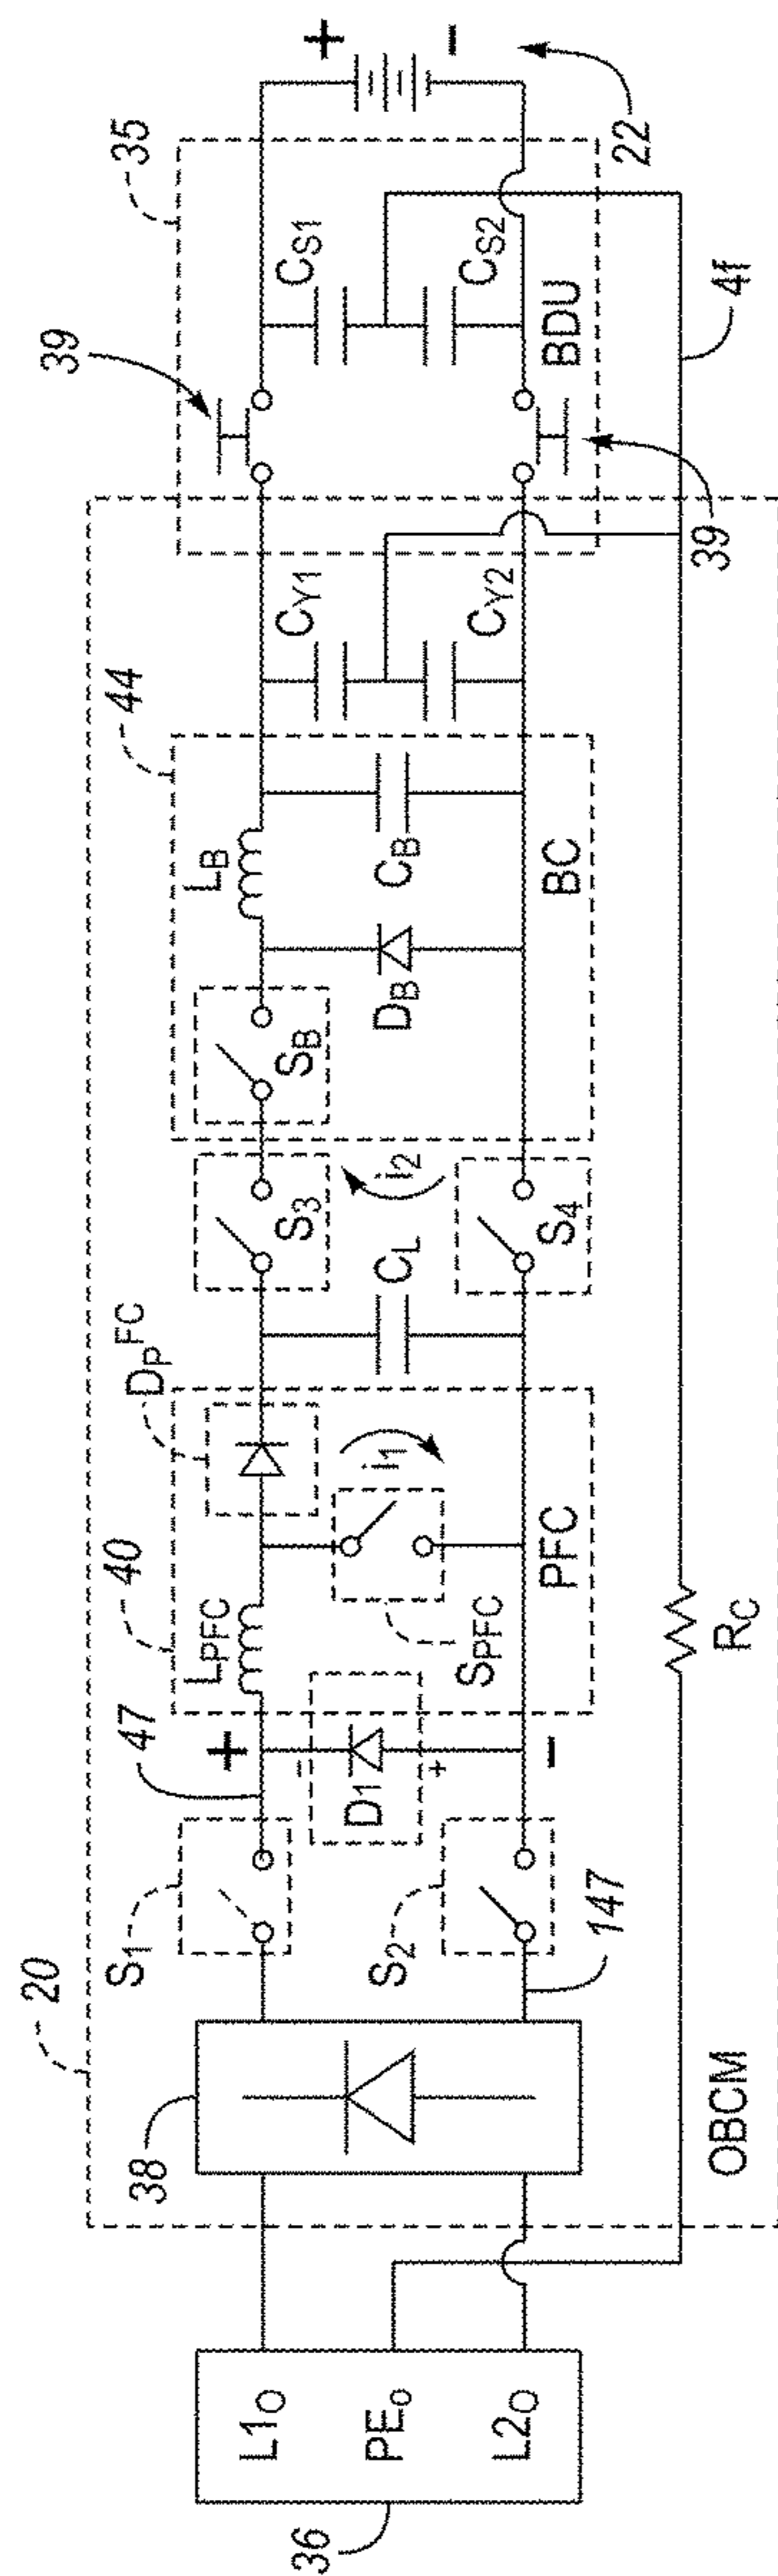 36
L1O
PEo
L2O
38
20
OBCM
S1
S2
147
47
+
-
=
+
D1
40
LPFC
SPFC
PFC
i1
DPFC
CL
S3
S4
i2
44
SB
LB
DB
CB
BC
CY1
CY2
39
39
35
CS1
CS2
BDU
+
-
22
4f
RC